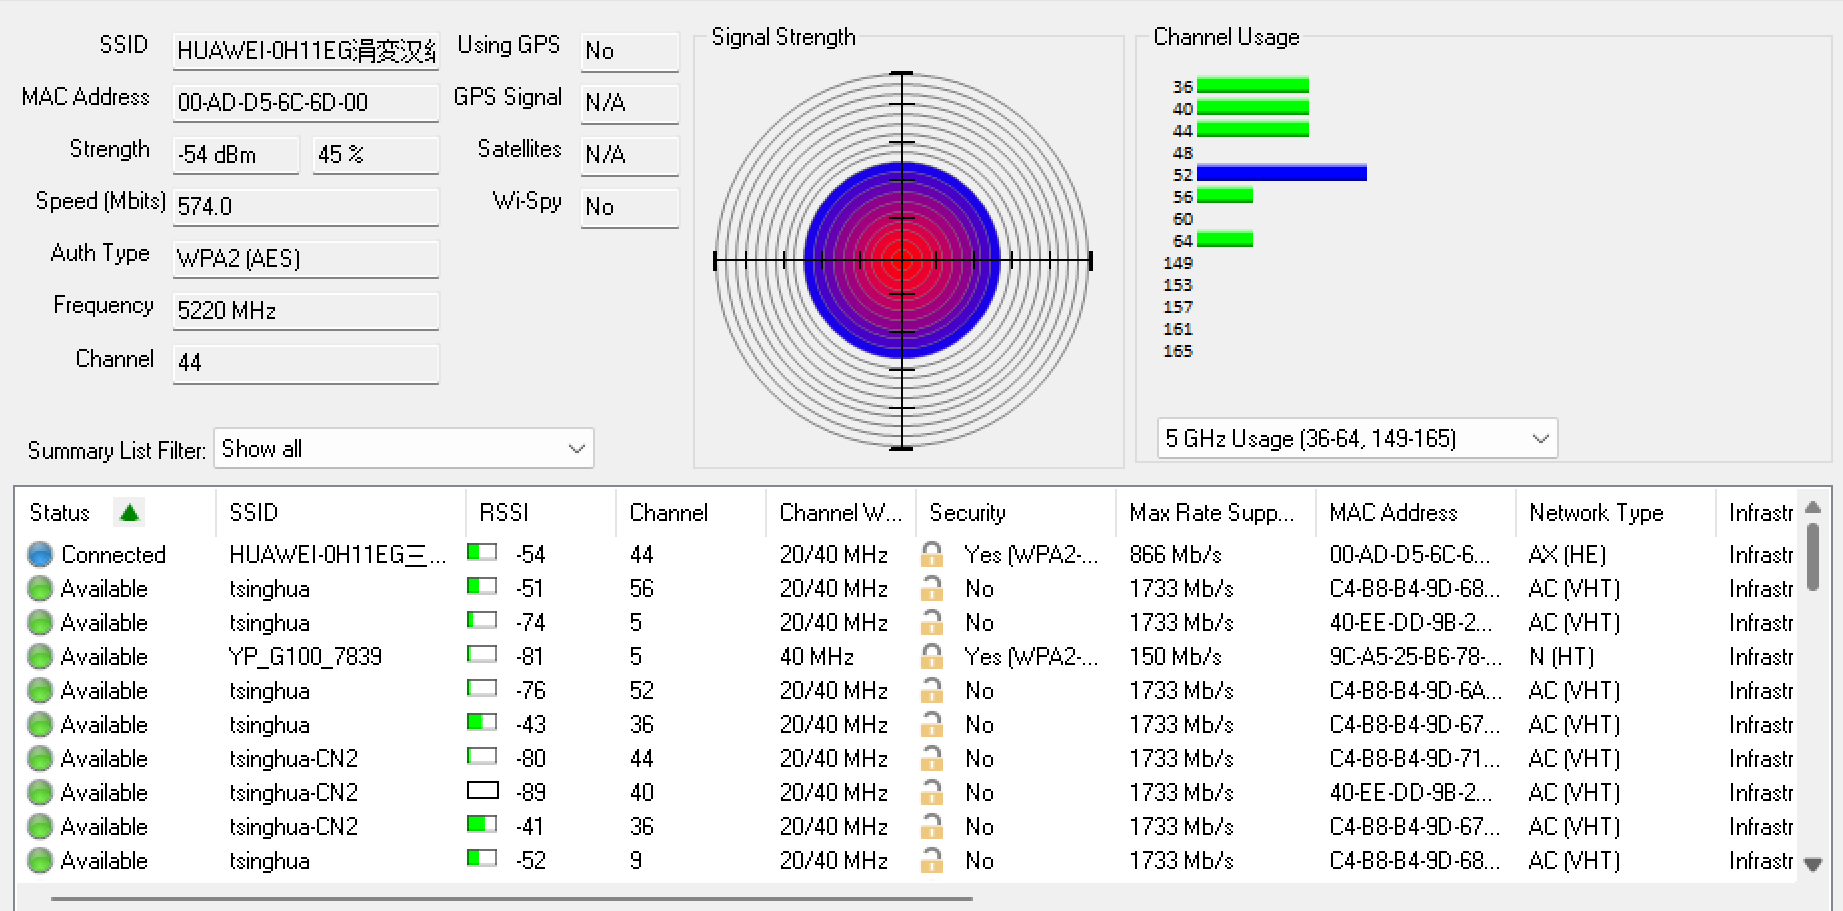 SSID HUAWEI-0H11EG涓変汉 Using GPS No
MAC Address 00-AD-D5-6C-6D-00 GPS Signal N/A
Strength -54 dBm 45 % Satellites N/A
Speed (Mbits) 574.0 Wi-Spy No
Auth Type WPA2 (AES)
Frequency 5220 MHz
Channel 44
Summary List Filter: Show all
Signal Strength
Channel Usage
36
40
44
48
52
56
60
64
149
153
157
161
165
5 GHz Usage (36-64, 149-165)
Status SSID RSSI Channel Channel W... Security Max Rate Supp... MAC Address Network Type Infrastr
Connected HUAWEI-0H11EG三... -54 44 20/40 MHz Yes (WPA2-... 866 Mb/s 00-AD-D5-6C-6... AX (HE) Infrastr
Available tsinghua -51 56 20/40 MHz No 1733 Mb/s C4-B8-B4-9D-68... AC (VHT) Infrastr
Available tsinghua -74 5 20/40 MHz No 1733 Mb/s 40-EE-DD-9B-2... AC (VHT) Infrastr
Available YP_G100_7839 -81 5 40 MHz Yes (WPA2-... 150 Mb/s 9C-A5-25-B6-78-... N (HT) Infrastr
Available tsinghua -76 52 20/40 MHz No 1733 Mb/s C4-B8-B4-9D-6A... AC (VHT) Infrastr
Available tsinghua -43 36 20/40 MHz No 1733 Mb/s C4-B8-B4-9D-67... AC (VHT) Infrastr
Available tsinghua-CN2 -80 44 20/40 MHz No 1733 Mb/s C4-B8-B4-9D-71... AC (VHT) Infrastr
Available tsinghua-CN2 -89 40 20/40 MHz No 1733 Mb/s 40-EE-DD-9B-2... AC (VHT) Infrastr
Available tsinghua-CN2 -41 36 20/40 MHz No 1733 Mb/s C4-B8-B4-9D-67... AC (VHT) Infrastr
Available tsinghua -52 9 20/40 MHz No 1733 Mb/s C4-B8-B4-9D-68... AC (VHT) Infrastr